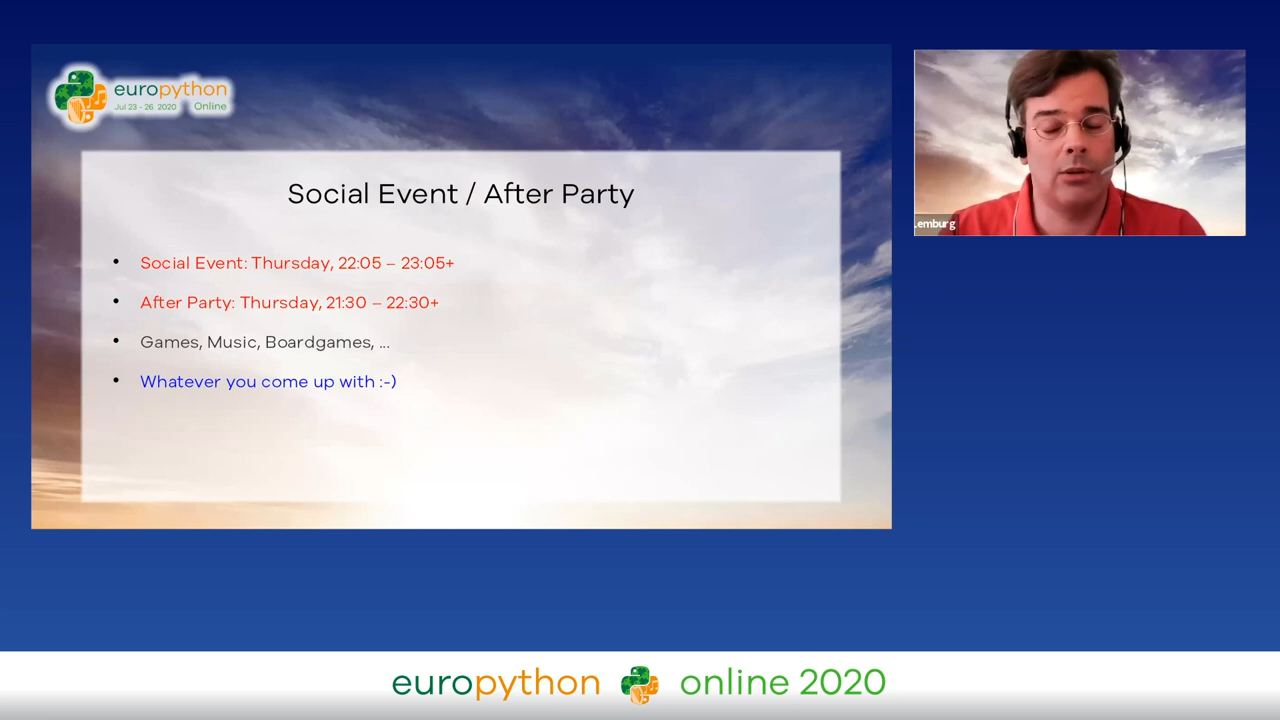 europython
Jul 23 - 26 2020 Online
Social Event / After Party
• Social Event: Thursday, 22:05 – 23:05+
• After Party: Thursday, 21:30 – 22:30+
• Games, Music, Boardgames, ...
• Whatever you come up with :-)
Lemburg
europython online 2020